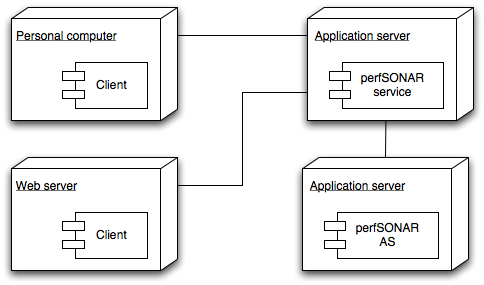 Personal computer
Client
Application server
perfSONAR
service
Web server
Client
Application server
perfSONAR
AS